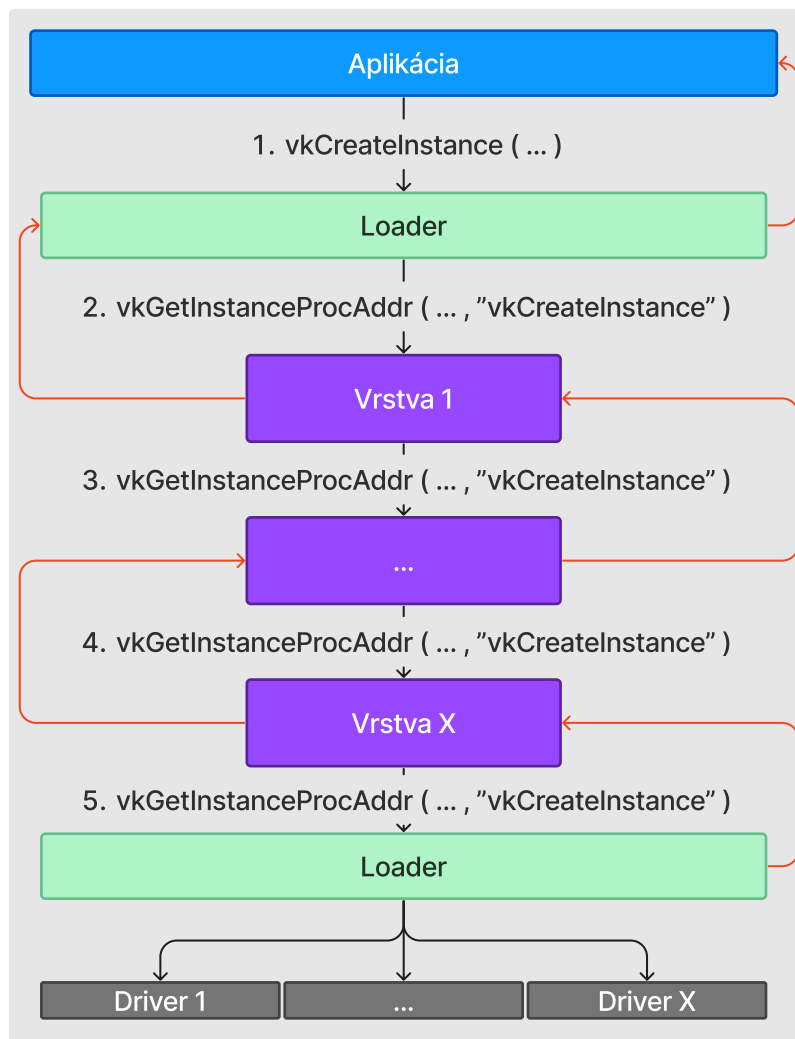 Aplikácia
1. vkCreateInstance ( ... )
Loader
2. vkGetInstanceProcAddr ( ... , ”vkCreateInstance” )
Vrstva 1
3. vkGetInstanceProcAddr ( ... , ”vkCreateInstance” )
...
4. vkGetInstanceProcAddr ( ... , ”vkCreateInstance” )
Vrstva X
5. vkGetInstanceProcAddr ( ... , ”vkCreateInstance” )
Loader
Driver 1 ... Driver X